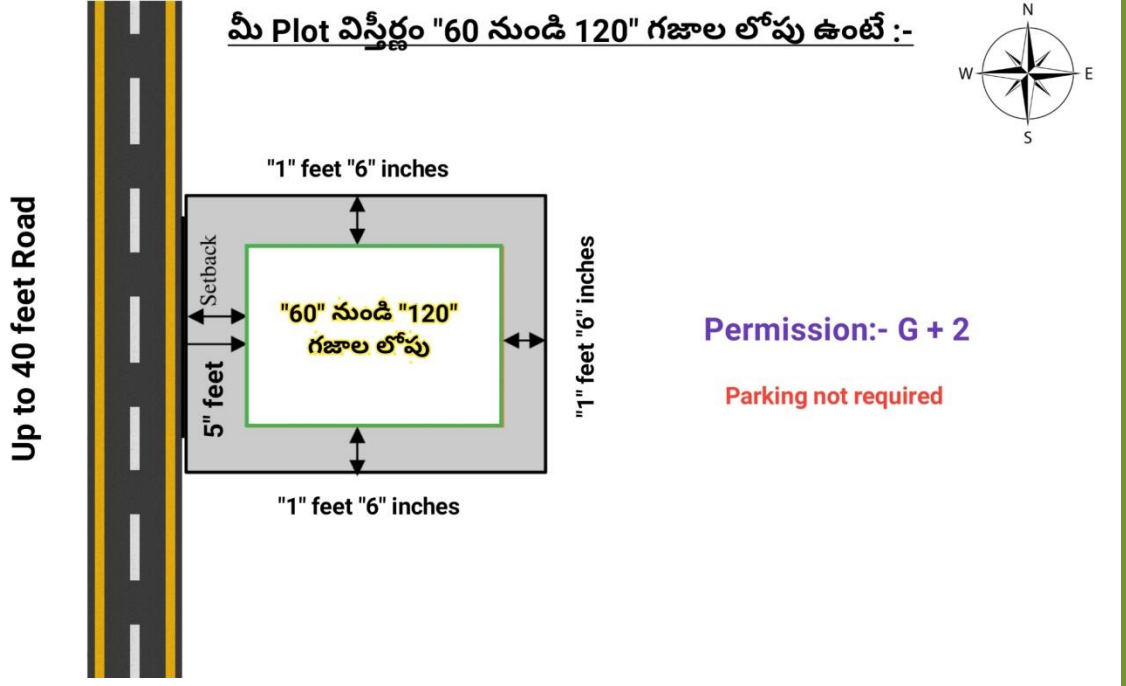 మీ Plot విస్తీర్ణం "60 నుండి 120" గజాల లోపు ఉంటే :-
N
W
E
S
"1" feet "6" inches
Up to 40 feet Road
Setback
5" feet
"60" నుండి "120"
గజాల లోపు
"1" feet "6" inches
Permission:- G + 2
Parking not required
"1" feet "6" inches